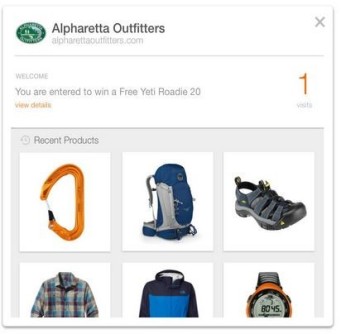 Alpharetta Outfitters
alpharettaoutfitters.com
WELCOME
You are entered to win a Free Yeti Roadie 20
view details
1
visits
Recent Products
8045